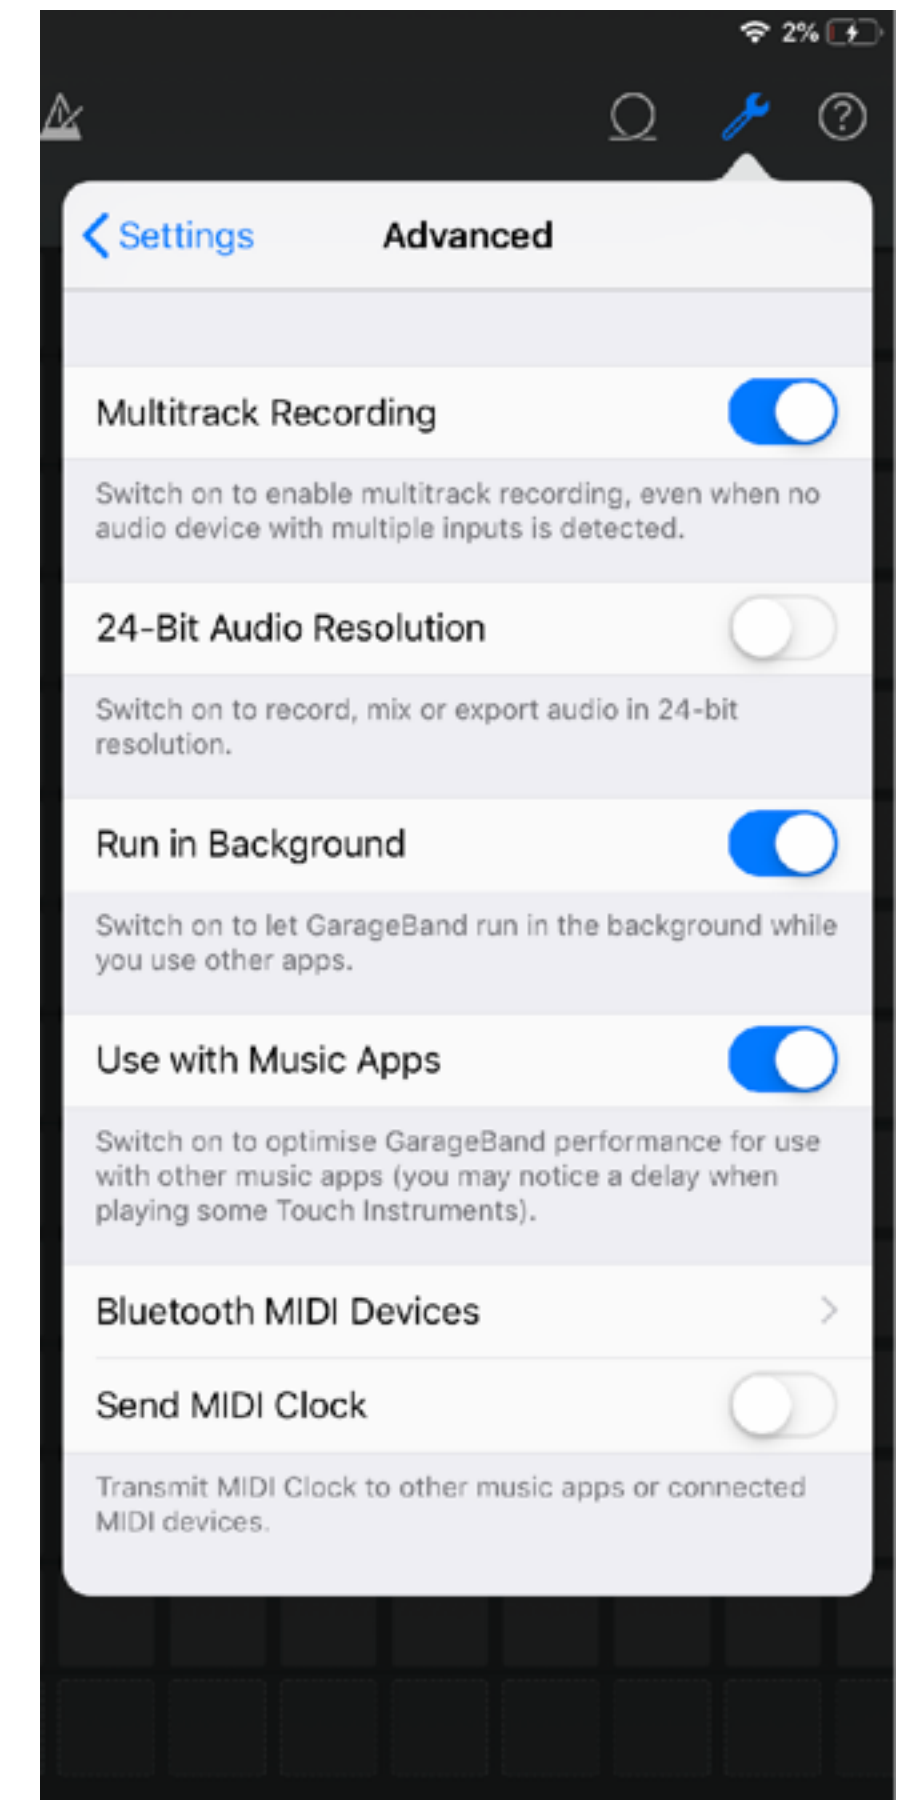 2%
Settings
Advanced
Multitrack Recording
Switch on to enable multitrack recording, even when no
audio device with multiple inputs is detected.
24-Bit Audio Resolution
Switch on to record, mix or export audio in 24-bit
resolution.
Run in Background
Switch on to let GarageBand run in the background while
you use other apps.
Use with Music Apps
Switch on to optimise GarageBand performance for use
with other music apps (you may notice a delay when
playing some Touch Instruments).
Bluetooth MIDI Devices
Send MIDI Clock
Transmit MIDI Clock to other music apps or connected
MIDI devices.